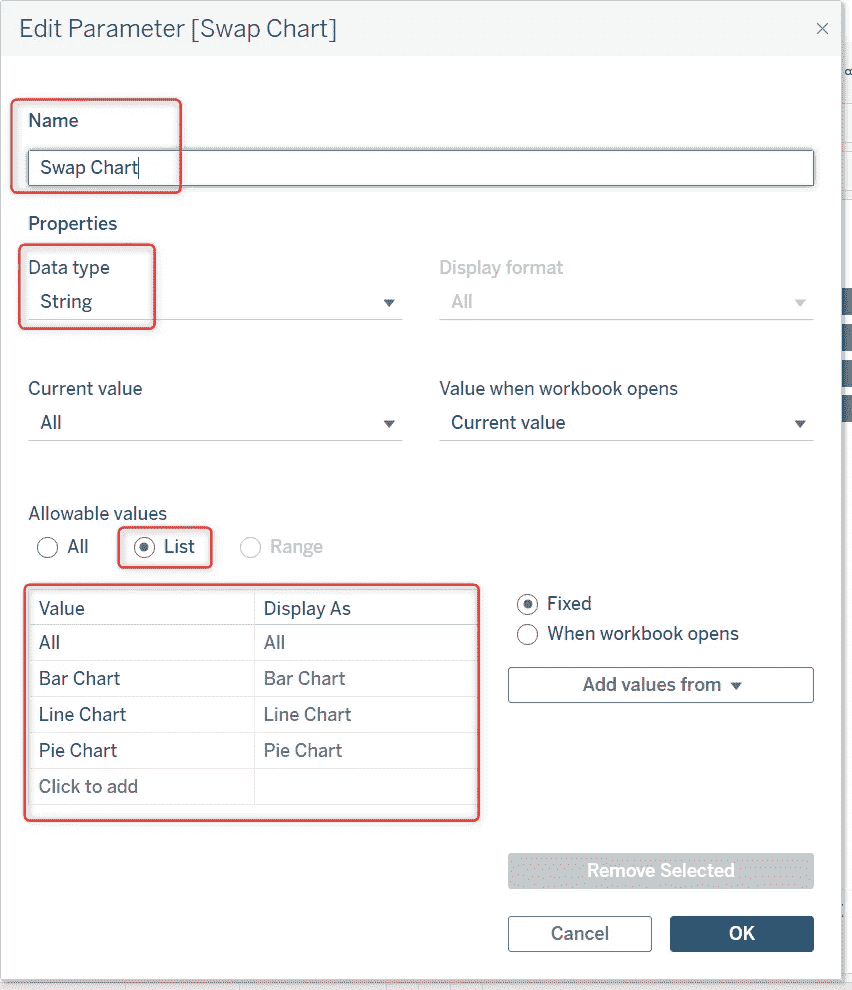 Edit Parameter [Swap Chart]
Name
Swap Chart
Properties
Data type
Display format
String
All
Current value
Value when workbook opens
All
Current value
Allowable values
All
List
Range
Value
Display As
All
All
Bar Chart
Bar Chart
Line Chart
Line Chart
Pie Chart
Pie Chart
Click to add
Fixed
When workbook opens
Add values from
Remove Selected
Cancel
OK